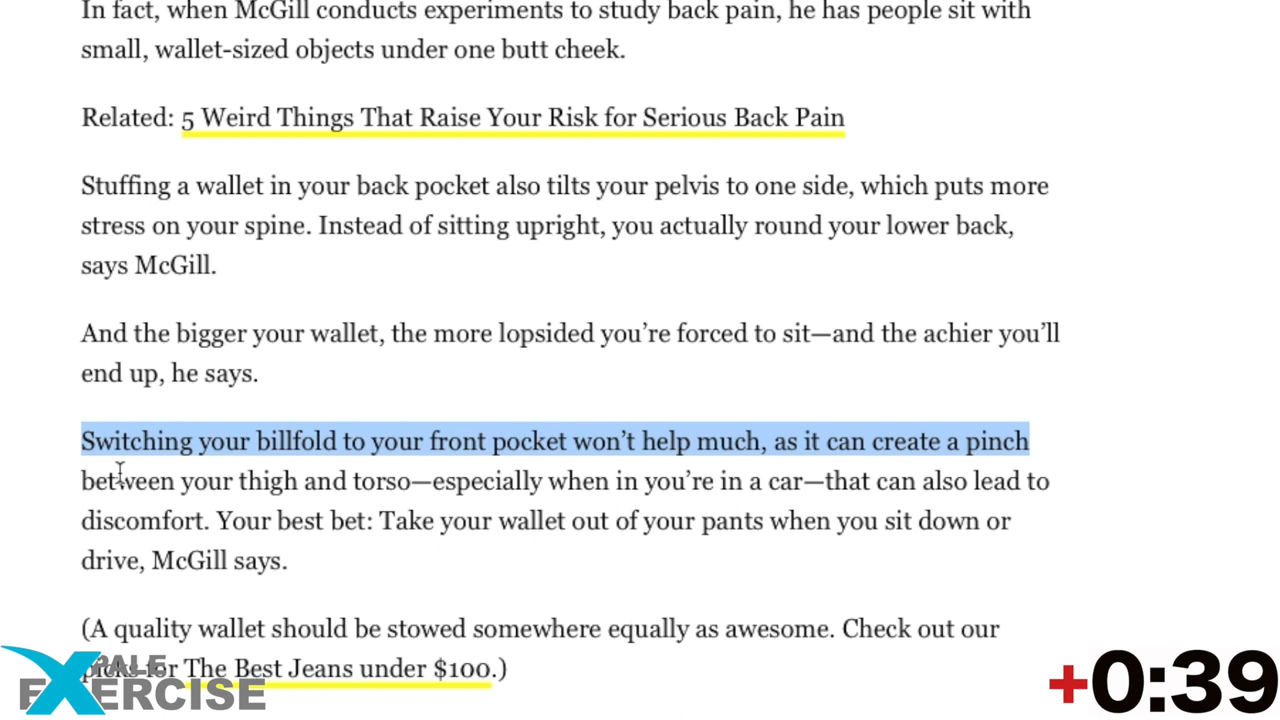 In fact, when McGill conducts experiments to study back pain, he has people sit with
small, wallet-sized objects under one butt cheek.
Related: 5 Weird Things That Raise Your Risk for Serious Back Pain
Stuffing a wallet in your back pocket also tilts your pelvis to one side, which puts more
stress on your spine. Instead of sitting upright, you actually round your lower back,
says McGill.
And the bigger your wallet, the more lopsided you’re forced to sit—and the achier you’ll
end up, he says.
Switching your billfold to your front pocket won’t help much, as it can create a pinch
between your thigh and torso—especially when in you’re in a car—that can also lead to
discomfort. Your best bet: Take your wallet out of your pants when you sit down or
drive, McGill says.
(A quality wallet should be stowed somewhere equally as awesome. Check out our
picks for The Best Jeans under $100.)
EXERCISE
+0:39